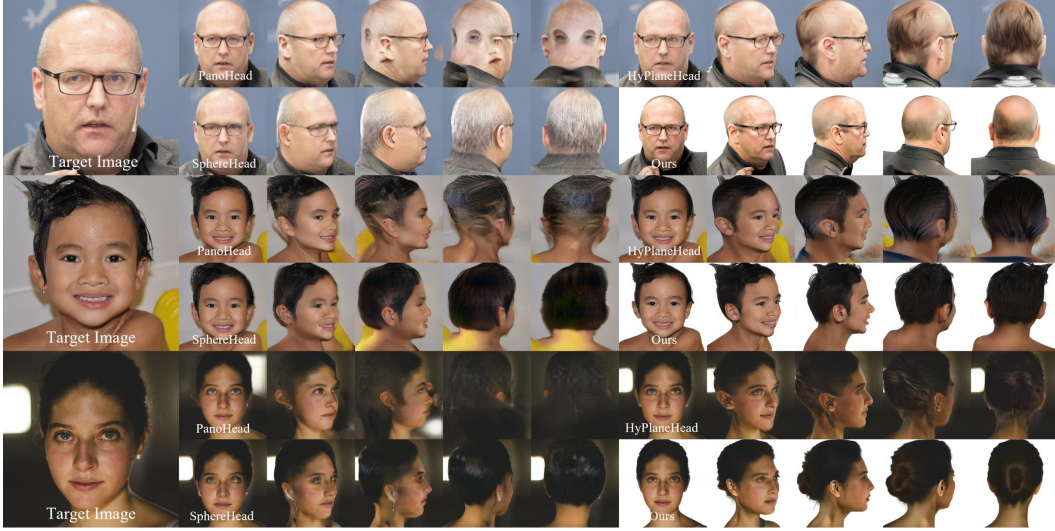 PanoHead
HyPlaneHead
Target Image
SphereHead
Ours
PanoHead
HyPlaneHead
Target Image
SphereHead
Ours
PanoHead
HyPlaneHead
Target Image
SphereHead
Ours